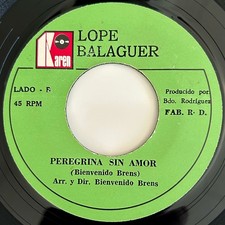 Karen
LOPE
BALAGUER
LADO - B
45 RPM
Producido por
Bdo. Rodríguez
FAB. R- D.
PEREGRINA SIN AMOR
(Bienvenido Brens)
Arr. y Dir. Bienvenido Brens